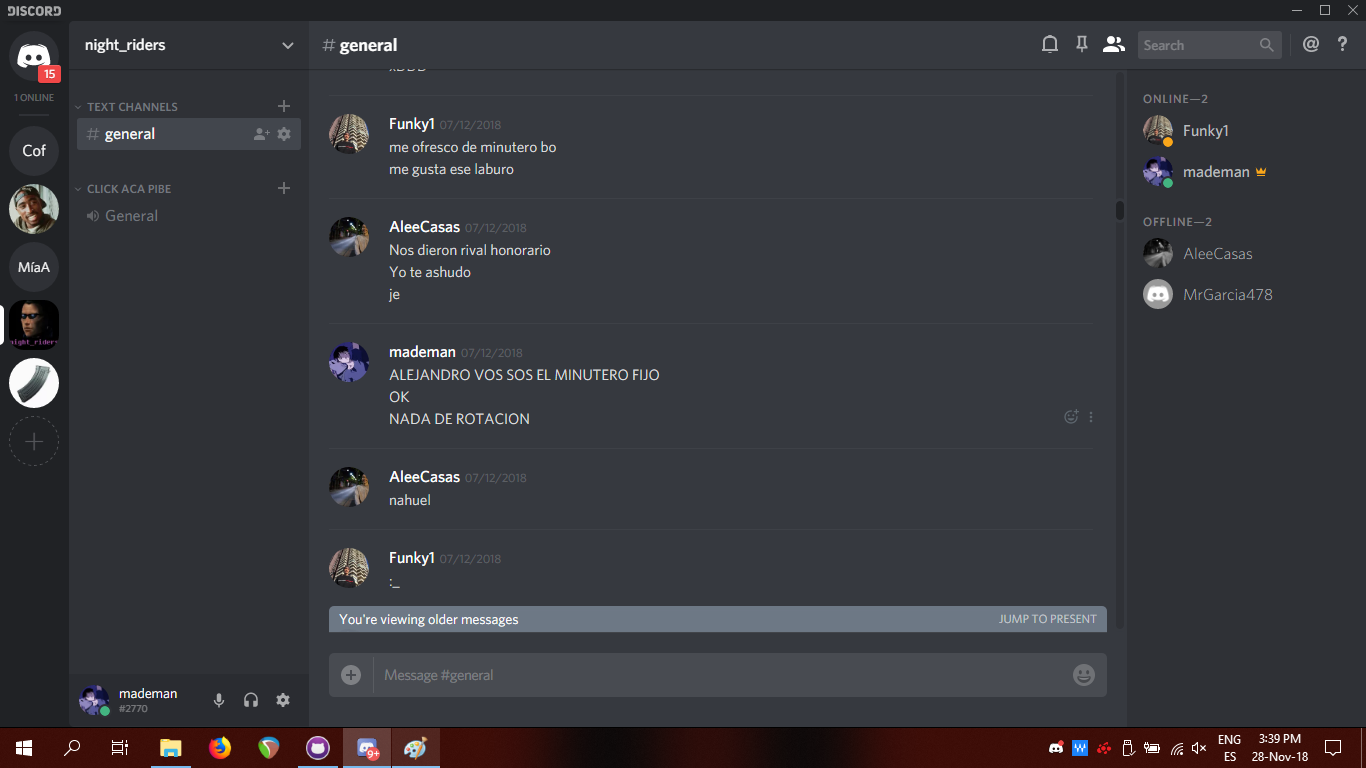 DISCORD
15
1 ONLINE
Cof
MíaA
night_riders
night_riders
TEXT CHANNELS
# general
CLICK ACA PIBE
General
mademan
#2770
# general
Search
@
?
xDDD
Funky1 07/12/2018
me ofresco de minutero bo
me gusta ese laburo
AleeCasas 07/12/2018
Nos dieron rival honorario
Yo te ashudo
je
mademan 07/12/2018
ALEJANDRO VOS SOS EL MINUTERO FIJO
OK
NADA DE ROTACION
AleeCasas 07/12/2018
nahuel
Funky1 07/12/2018
:_
You're viewing older messages JUMP TO PRESENT
Message #general
ONLINE—2
Funky1
mademan
OFFLINE—2
AleeCasas
MrGarcia478
9+
W
ENG
ES
3:39 PM
28-Nov-18